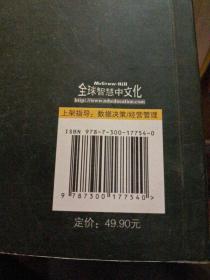 McGraw-Hill
全球智慧中文化
http://www.mheducation.com
上架指导：数据决策/经营管理
ISBN 978-7-300-17754-0
9 787300 177540 >
定价：49.90元